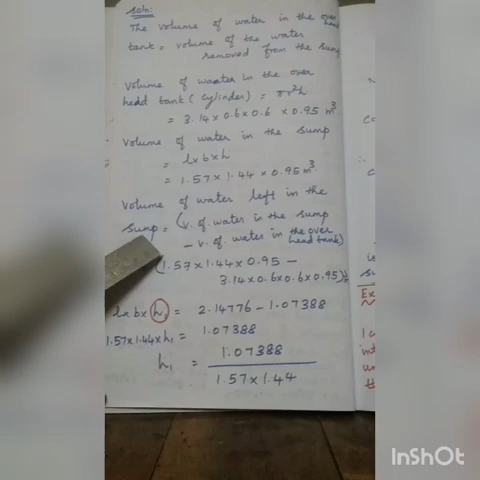 Soln:
The volume of water in the over head
tank = volume of the water
removed from the sump
Volume of water in the over
head tank (cylinder) = πr²h
= 3.14 x 0.6 x 0.6 x 0.95 m³.
Volume of water in the sump
= l x b x h
= 1.57 x 1.44 x 0.95 m³.
Volume of water left in the
sump = (v. of. water in the sump
- v. of. water in the over head tank)
(1.57 x 1.44 x 0.95 -
3.14 x 0.6 x 0.6 x 0.95)
l x b x h₁ = 2.14776 - 1.07388
1.57 x 1.44 x h₁ = 1.07388
h₁ = 1.07388
1.57 x 1.44
Ex
InShOt